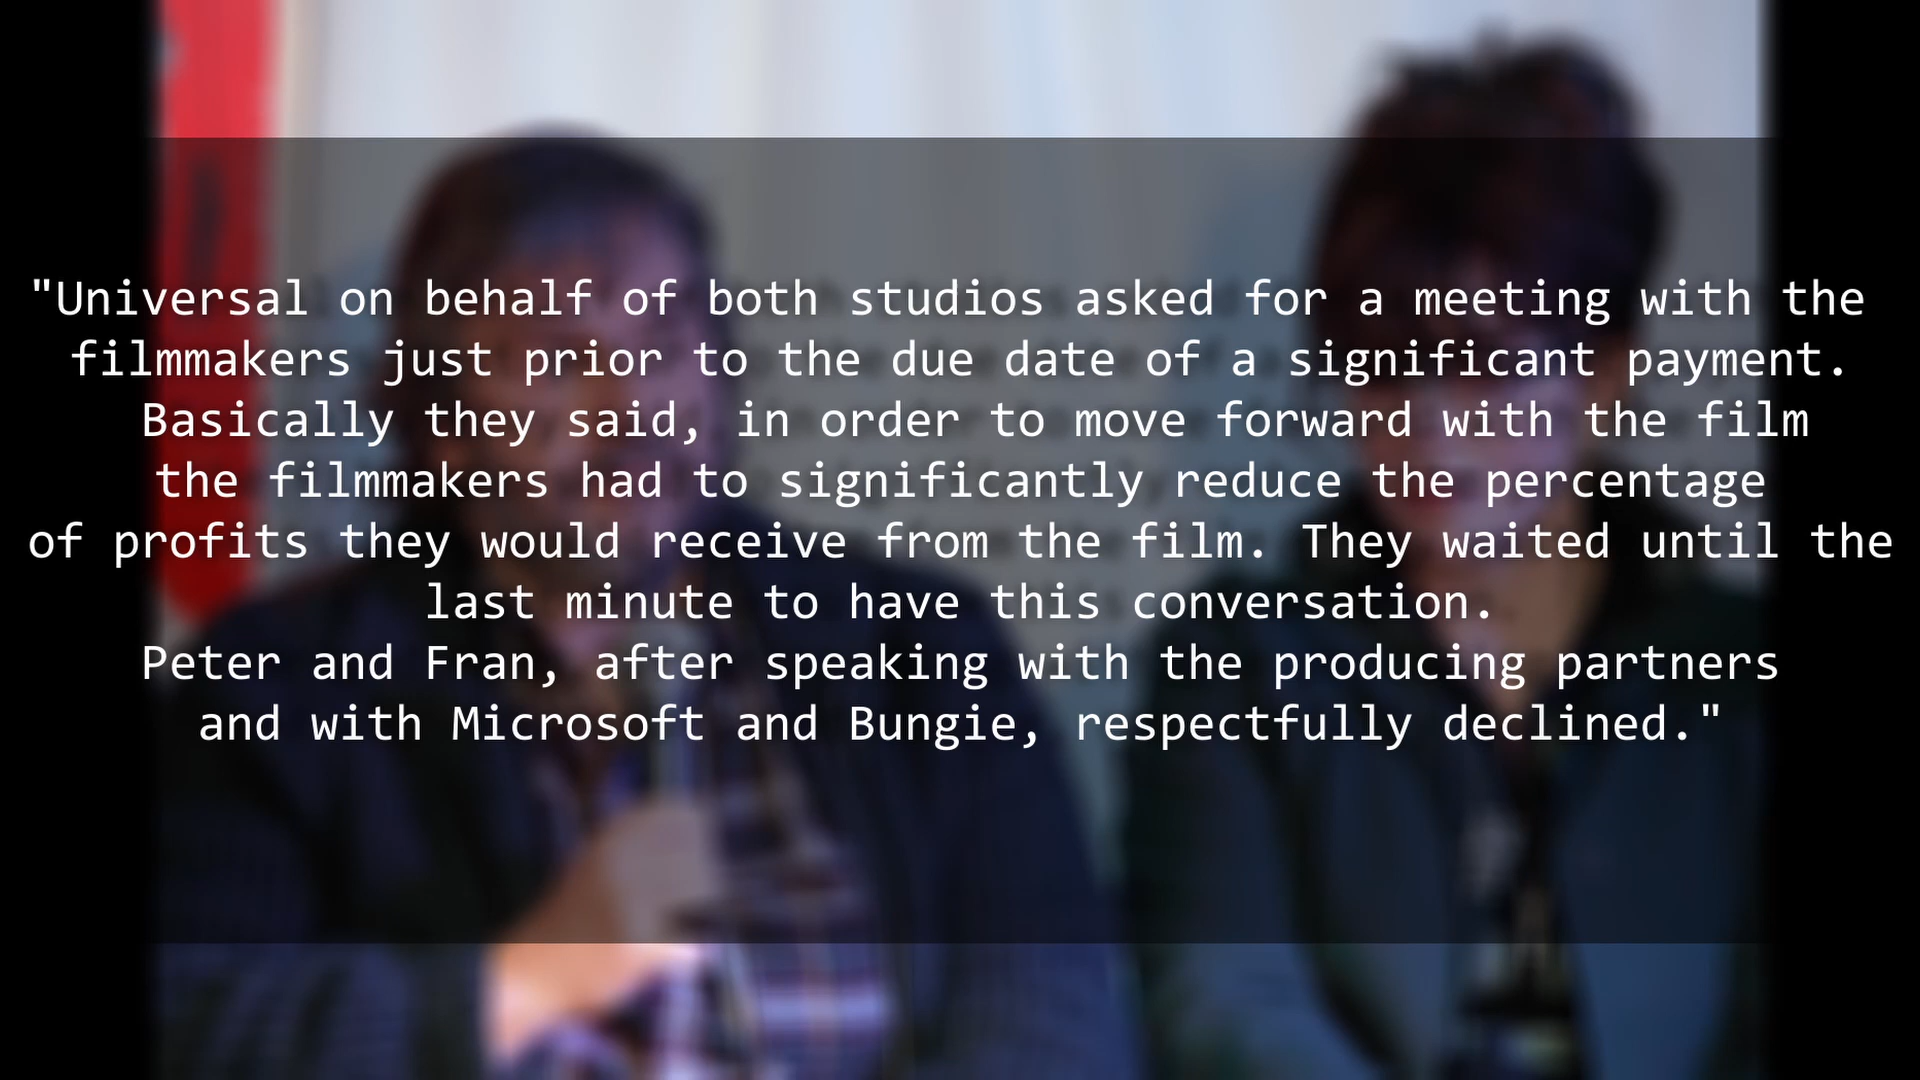 "Universal on behalf of both studios asked for a meeting with the
filmmakers just prior to the due date of a significant payment.
Basically they said, in order to move forward with the film
the filmmakers had to significantly reduce the percentage
of profits they would receive from the film. They waited until the
last minute to have this conversation.
Peter and Fran, after speaking with the producing partners
and with Microsoft and Bungie, respectfully declined."